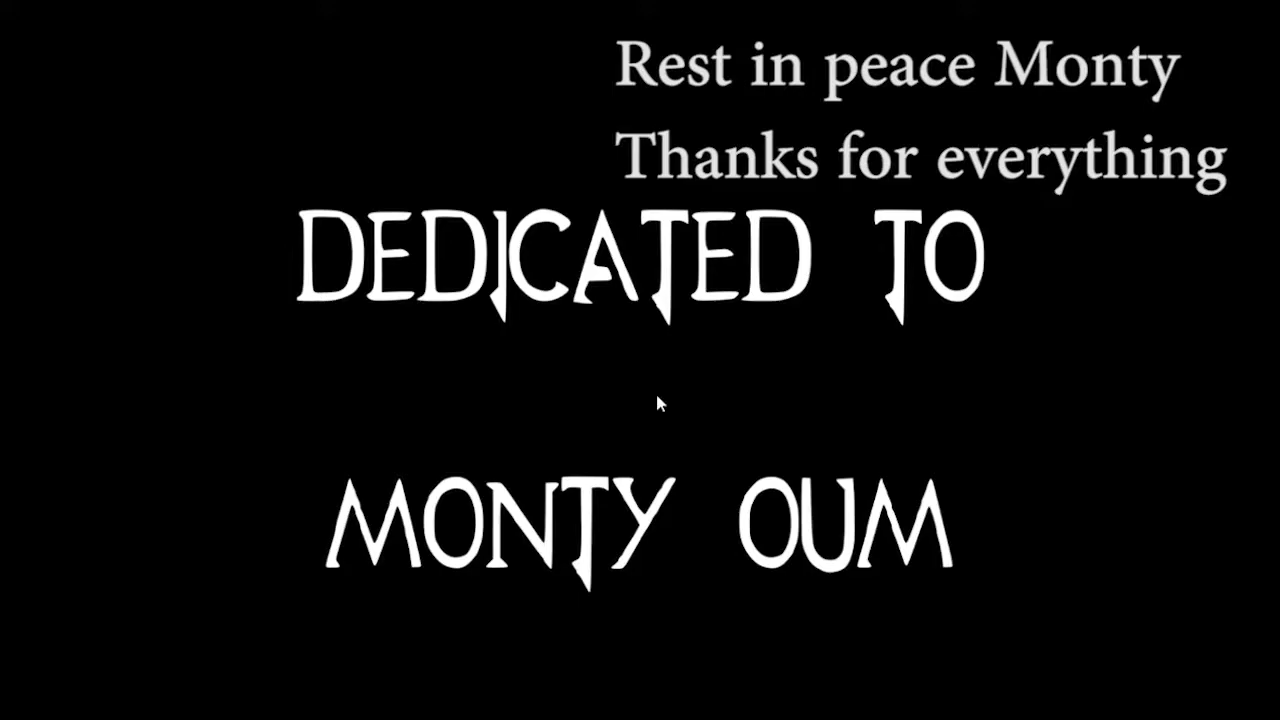 Rest in peace Monty
Thanks for everything
DEDICATED TO
MONTY OUM